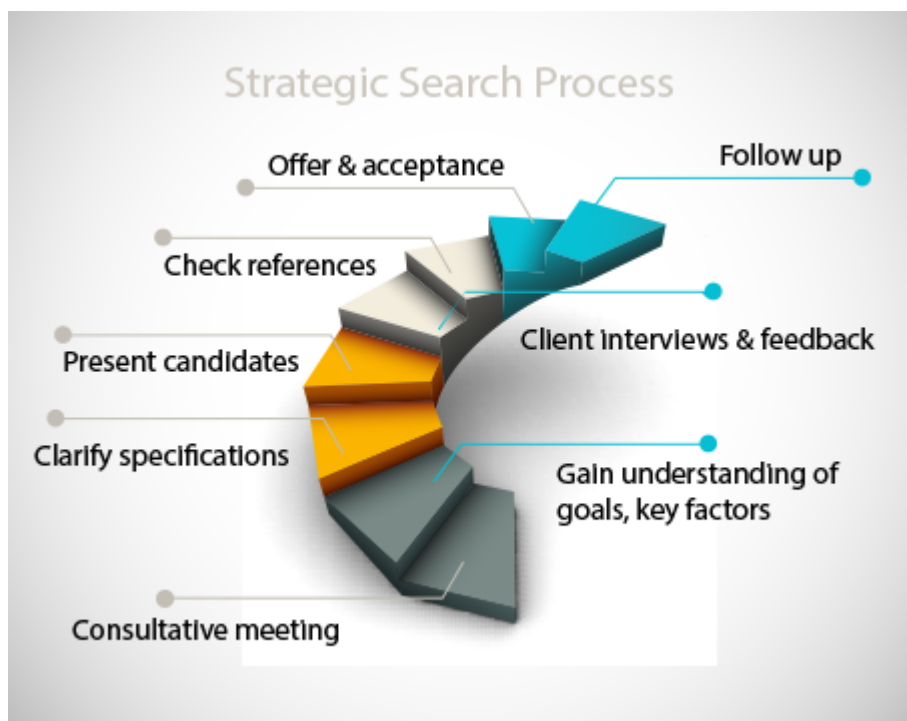 Strategic Search Process
Offer & acceptance
Follow up
Check references
Client interviews & feedback
Present candidates
Clarify specifications
Gain understanding of
goals, key factors
Consultative meeting